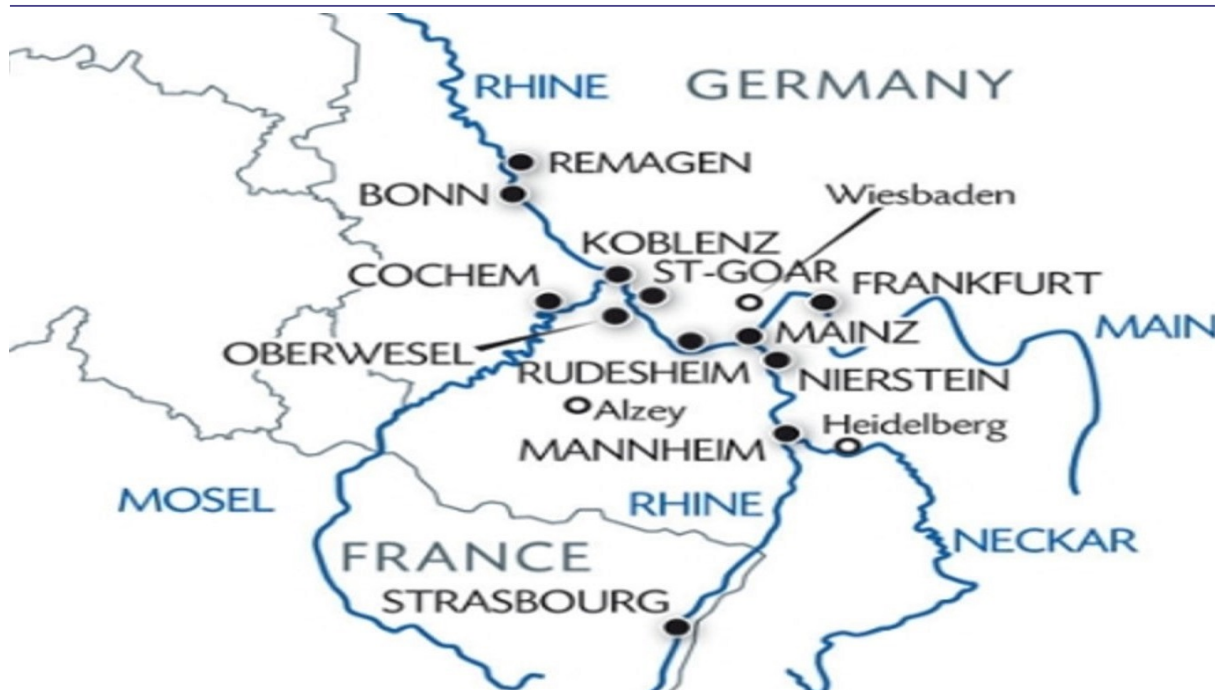 RHINE
GERMANY
REMAGEN
BONN
Wiesbaden
KOBLENZ
ST-GOAR
COCHEM
FRANKFURT
MAIN
MAINZ
OBERWESEL
RUDESHEIM
NIERSTEIN
Alzey
Heidelberg
MANNHEIM
MOSEL
RHINE
NECKAR
FRANCE
STRASBOURG